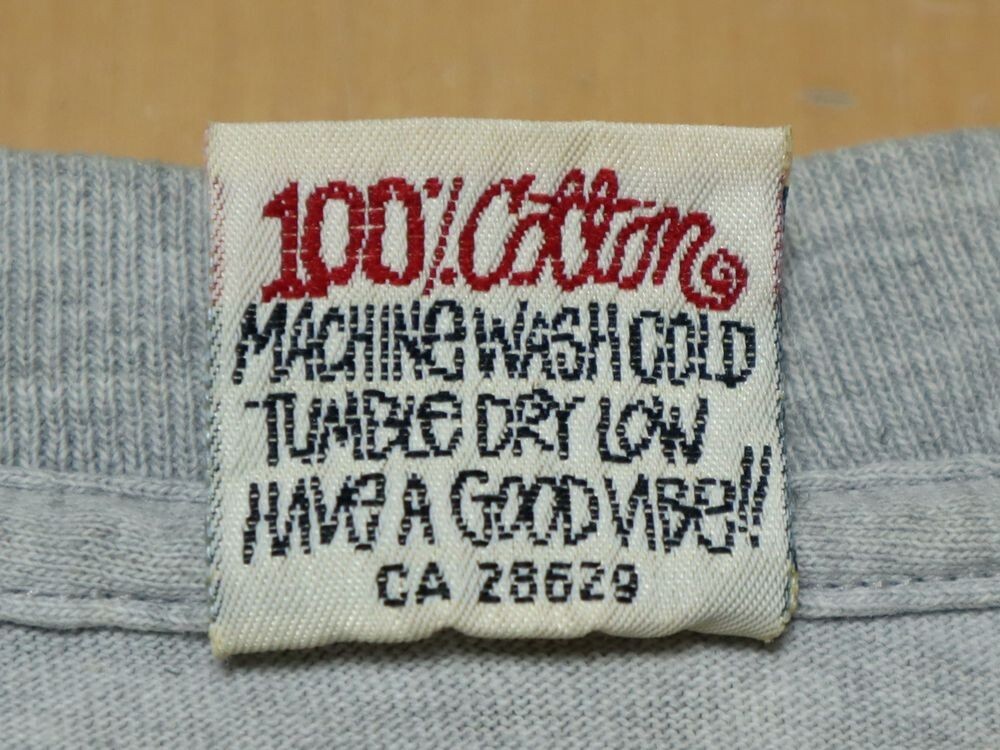 100% Cotton
MACHINE WASH COLD
TUMBLE DRY LOW
HAVE A GOOD VIBE!!
CA 28629